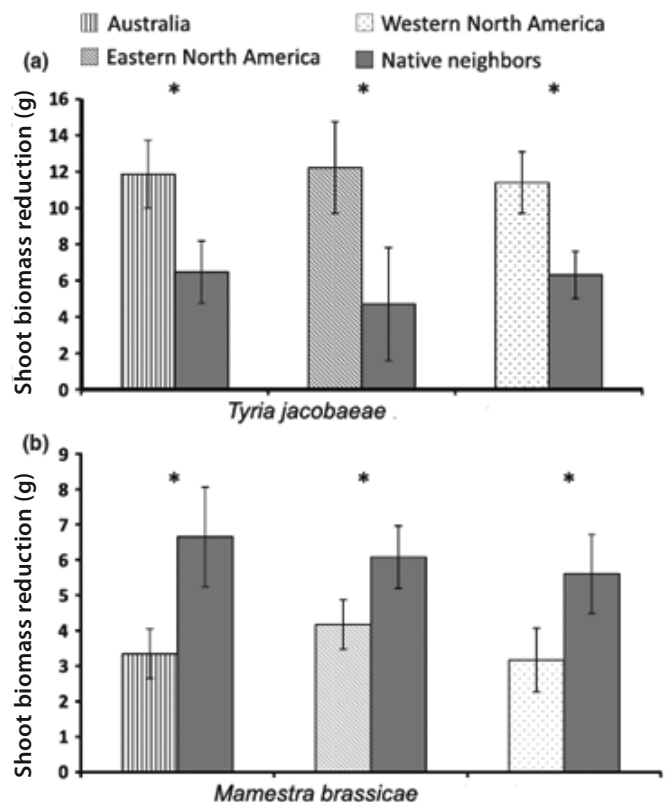 Australia
Western North America
Eastern North America
Native neighbors
(a)
* * *
Shoot biomass reduction (g)
16
14
12
10
8
6
4
2
0
Tyria jacobaeae
(b)
* * *
Shoot biomass reduction (g)
9
8
7
6
5
4
3
2
1
0
Mamestra brassicae